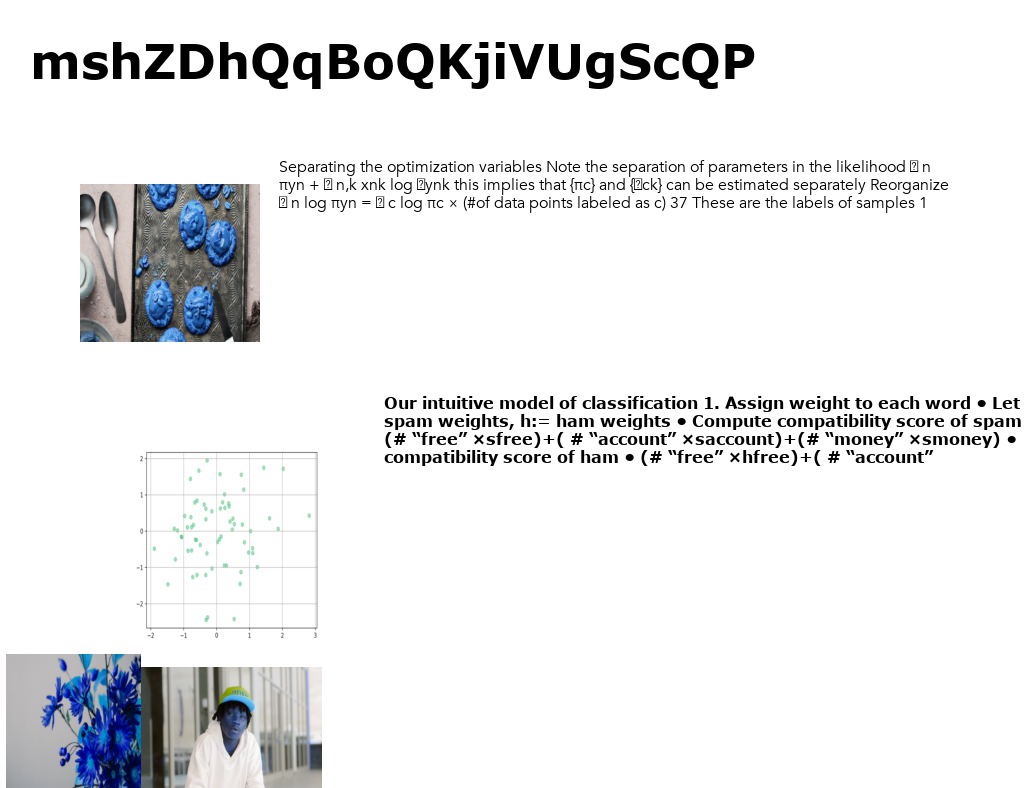 mshZDhQqBoQKjiVUgScQP
Separating the optimization variables Note the separation of parameters in the likelihood n
πyn + n,k xnk log ynk this implies that {πc} and {ck} can be estimated separately Reorganize
n log πyn = c log πc × (#of data points labeled as c) 37 These are the labels of samples 1
Our intuitive model of classification 1. Assign weight to each word ● Let
spam weights, h:= ham weights ● Compute compatibility score of spam
(# “free” ×sfree)+( # “account” ×saccount)+(# “money” ×smoney) ●
compatibility score of ham ● (# “free” ×hfree)+( # “account”
2
1
0
−1
−2
−2 −1 0 1 2 3